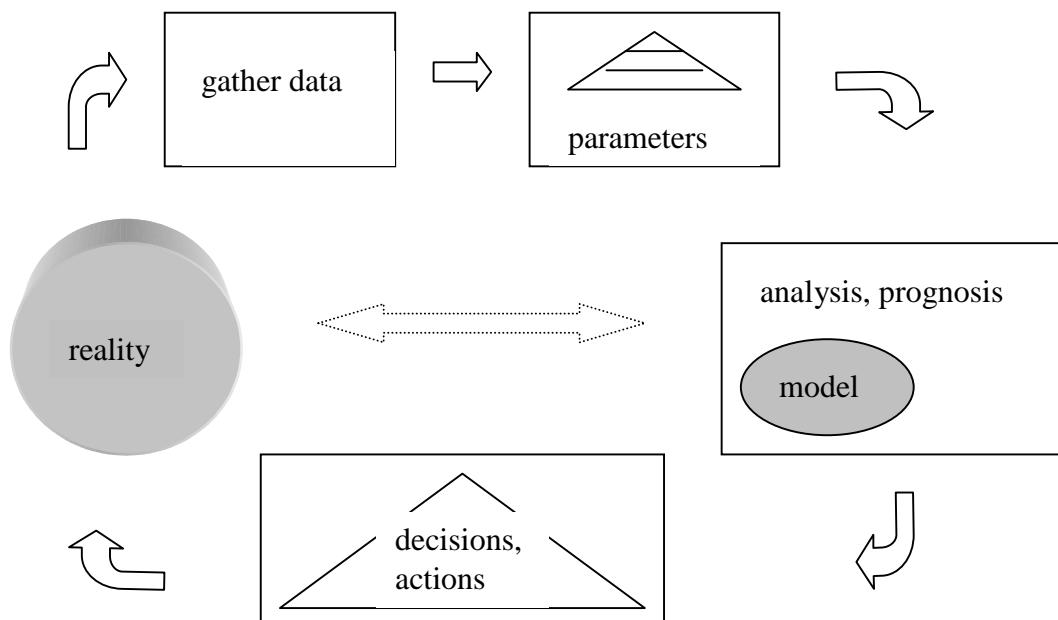 gather data
parameters
analysis, prognosis
reality
model
decisions,
actions